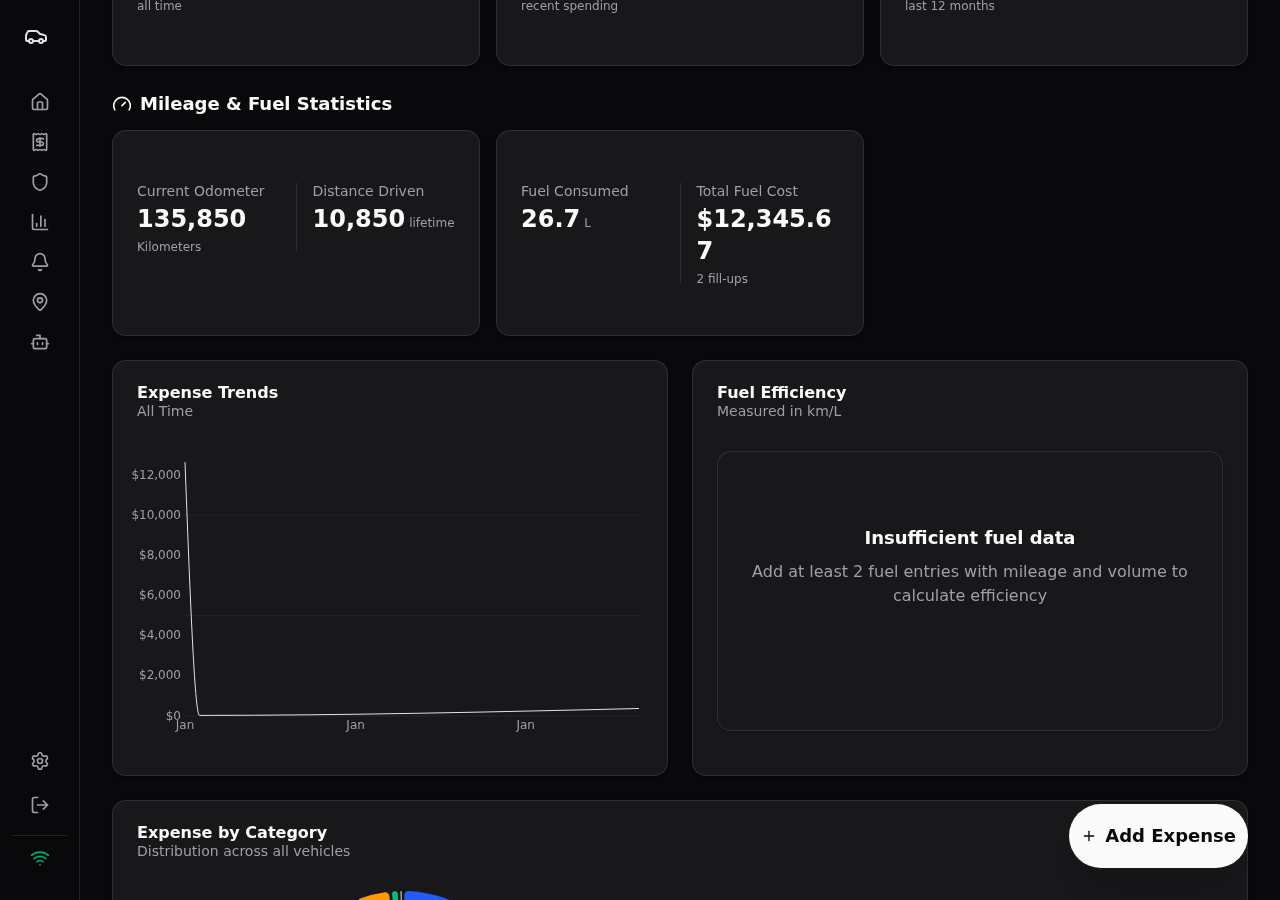 all time
recent spending
last 12 months
Mileage & Fuel Statistics
Current Odometer
135,850
Kilometers
Distance Driven
10,850 lifetime
Fuel Consumed
26.7 L
Total Fuel Cost
$12,345.6
7
2 fill-ups
Expense Trends
All Time
$12,000
$10,000
$8,000
$6,000
$4,000
$2,000
$0
Jan
Jan
Jan
Fuel Efficiency
Measured in km/L
Insufficient fuel data
Add at least 2 fuel entries with mileage and volume to
calculate efficiency
Expense by Category
Distribution across all vehicles
+ Add Expense